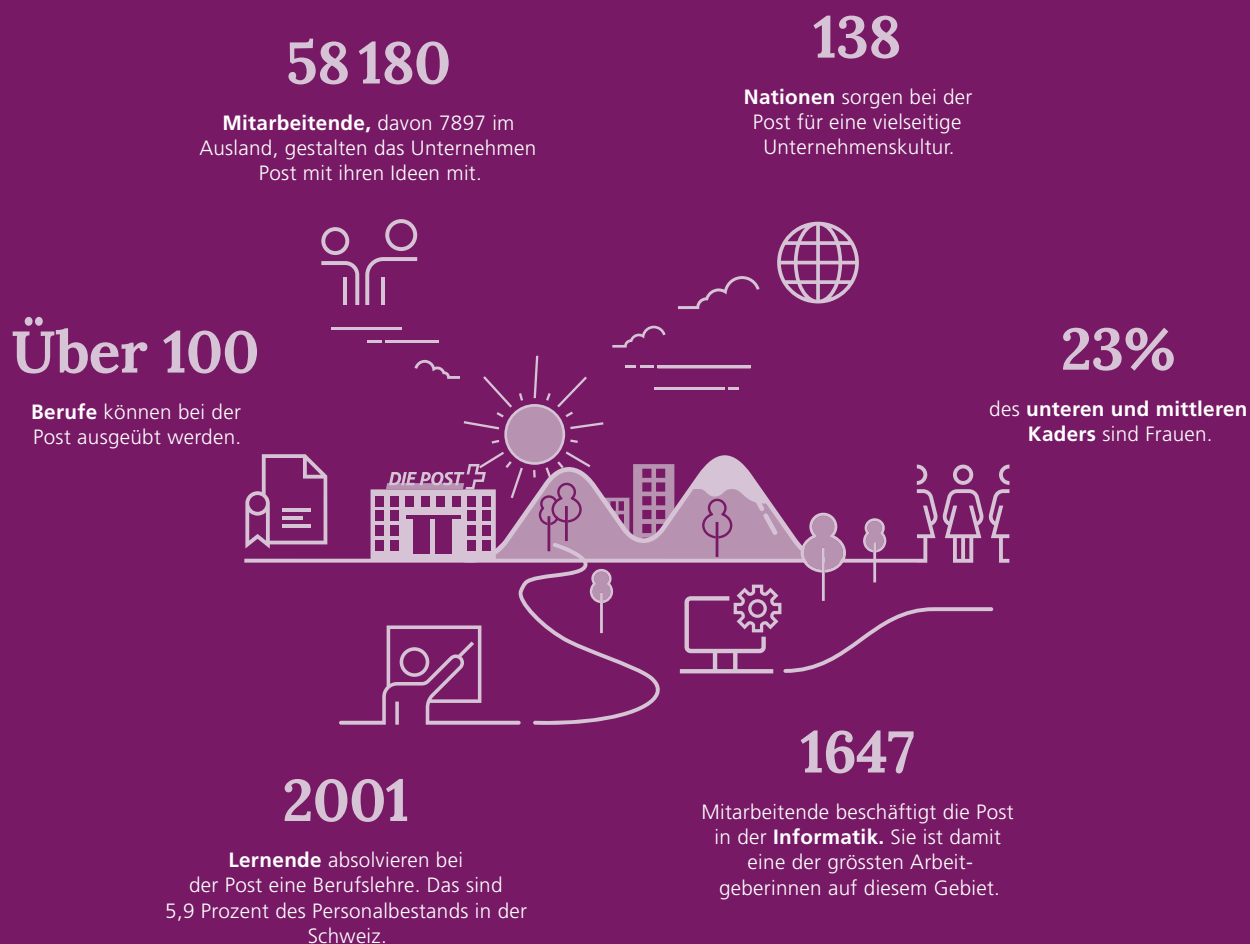 58 180
Mitarbeitende, davon 7897 im
Ausland, gestalten das Unternehmen
Post mit ihren Ideen mit.
138
Nationen sorgen bei der
Post für eine vielseitige
Unternehmenskultur.
Über 100
Berufe können bei der
Post ausgeübt werden.
23%
des unteren und mittleren
Kaders sind Frauen.
DIE POST
2001
Lernende absolvieren bei
der Post eine Berufslehre. Das sind
5,9 Prozent des Personalbestands in der
Schweiz.
1647
Mitarbeitende beschäftigt die Post
in der Informatik. Sie ist damit
eine der grössten Arbeit-
geberinnen auf diesem Gebiet.